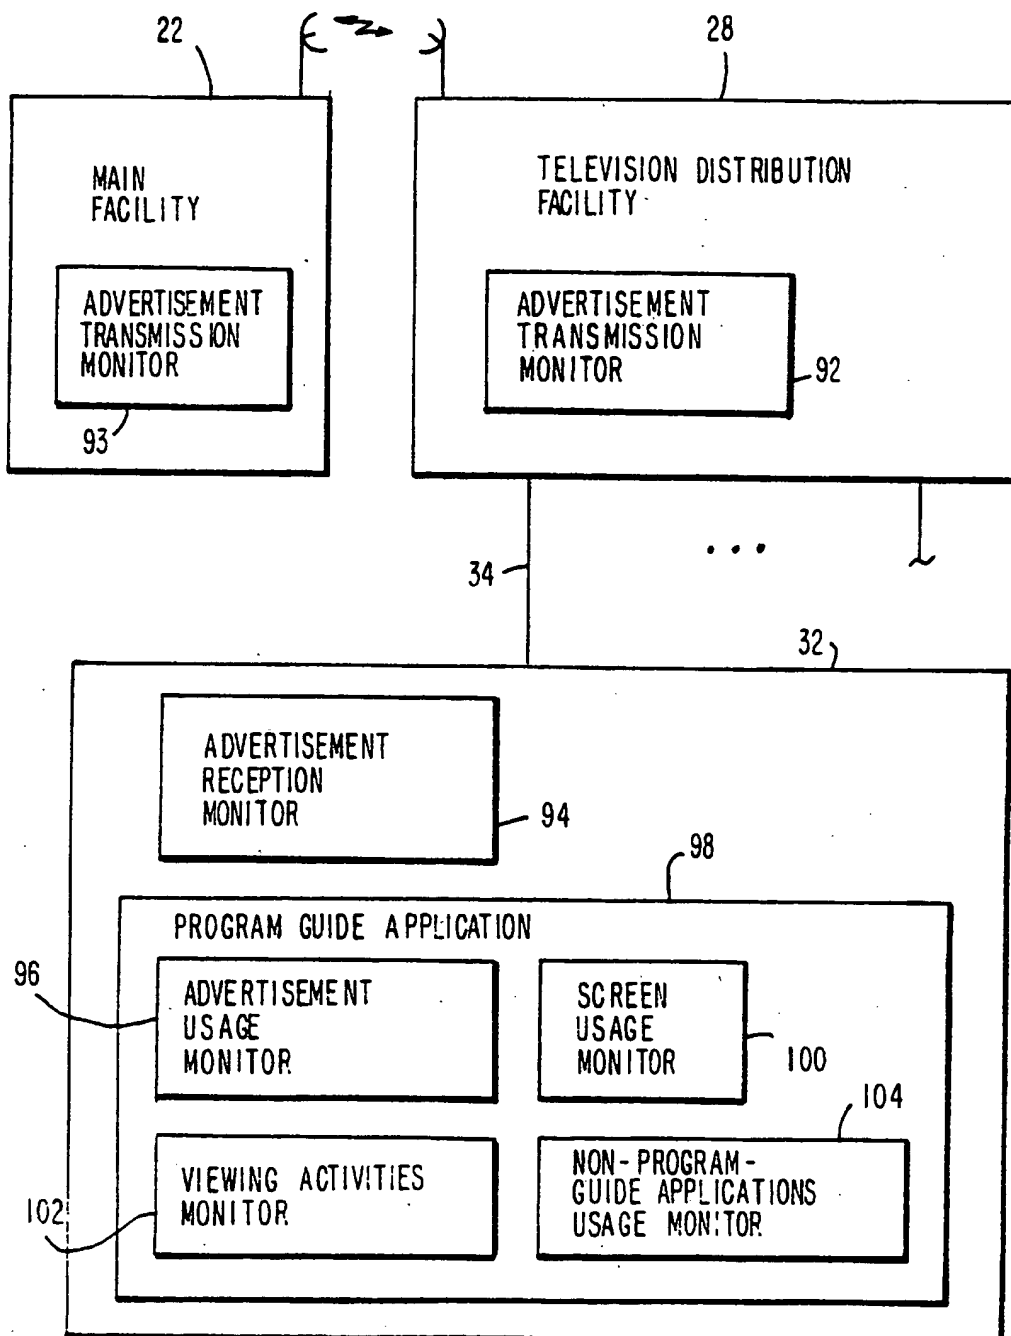 22
28
MAIN
FACILITY
TELEVISION DISTRIBUTION
FACILITY
ADVERTISEMENT
TRANSMISSION
MONITOR
93
ADVERTISEMENT
TRANSMISSION
MONITOR
92
34
...
32
ADVERTISEMENT
RECEPTION
MONITOR
94
98
PROGRAM GUIDE APPLICATION
96
ADVERTISEMENT
USAGE
MONITOR
SCREEN
USAGE
MONITOR
100
104
VIEWING ACTIVITIES
MONITOR
102
NON-PROGRAM-
GUIDE APPLICATIONS
USAGE MONITOR